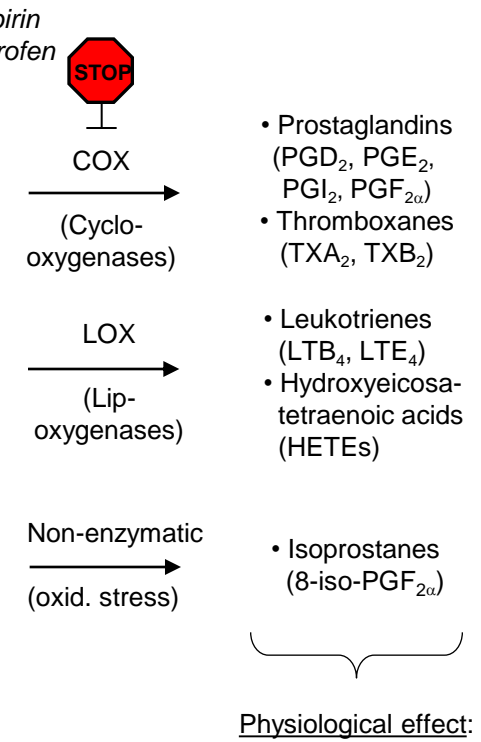 STOP
COX
(Cyclo-
oxygenases)
• Prostaglandins
(PGD₂, PGE₂,
PGI₂, PGF₂α)
• Thromboxanes
(TXA₂, TXB₂)
LOX
(Lip-
oxygenases)
• Leukotrienes
(LTB₄, LTE₄)
• Hydroxyeicosa-
tetraenoic acids
(HETEs)
Non-enzymatic
(oxid. stress)
• Isoprostanes
(8-iso-PGF₂α)
Physiological effect: